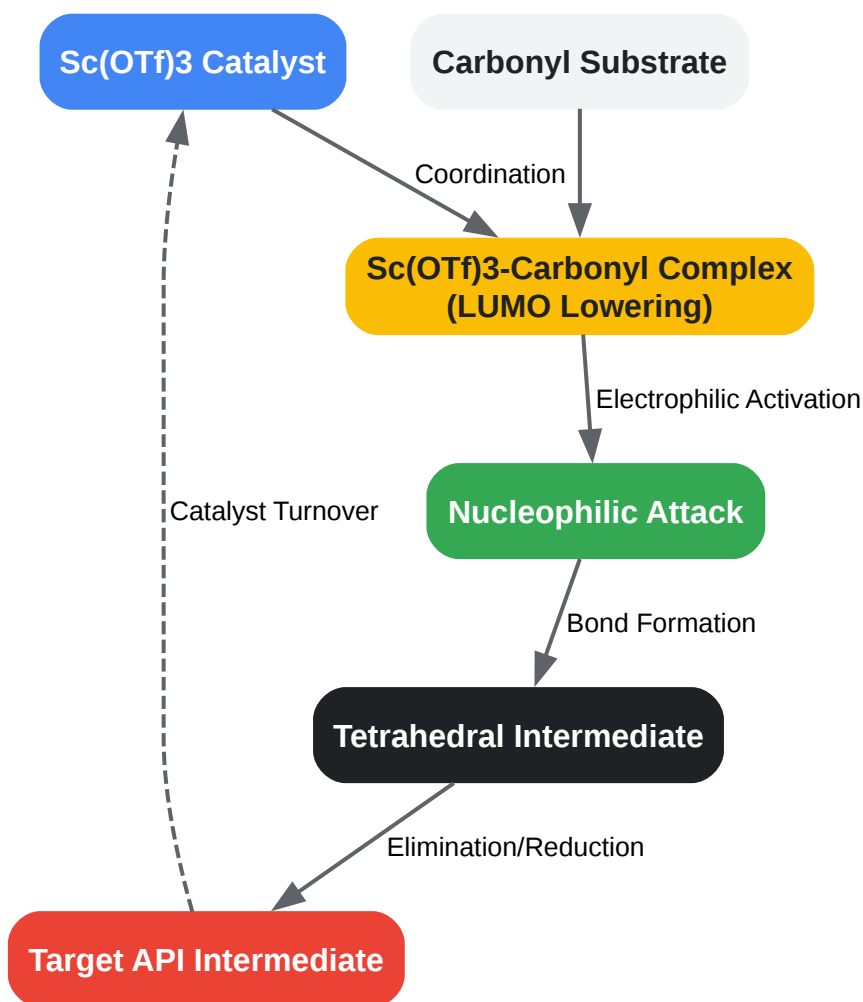 Sc(OTf)3 Catalyst
Carbonyl Substrate
Coordination
Sc(OTf)3-Carbonyl Complex
(LUMO Lowering)
Electrophilic Activation
Nucleophilic Attack
Catalyst Turnover
Bond Formation
Tetrahedral Intermediate
Elimination/Reduction
Target API Intermediate